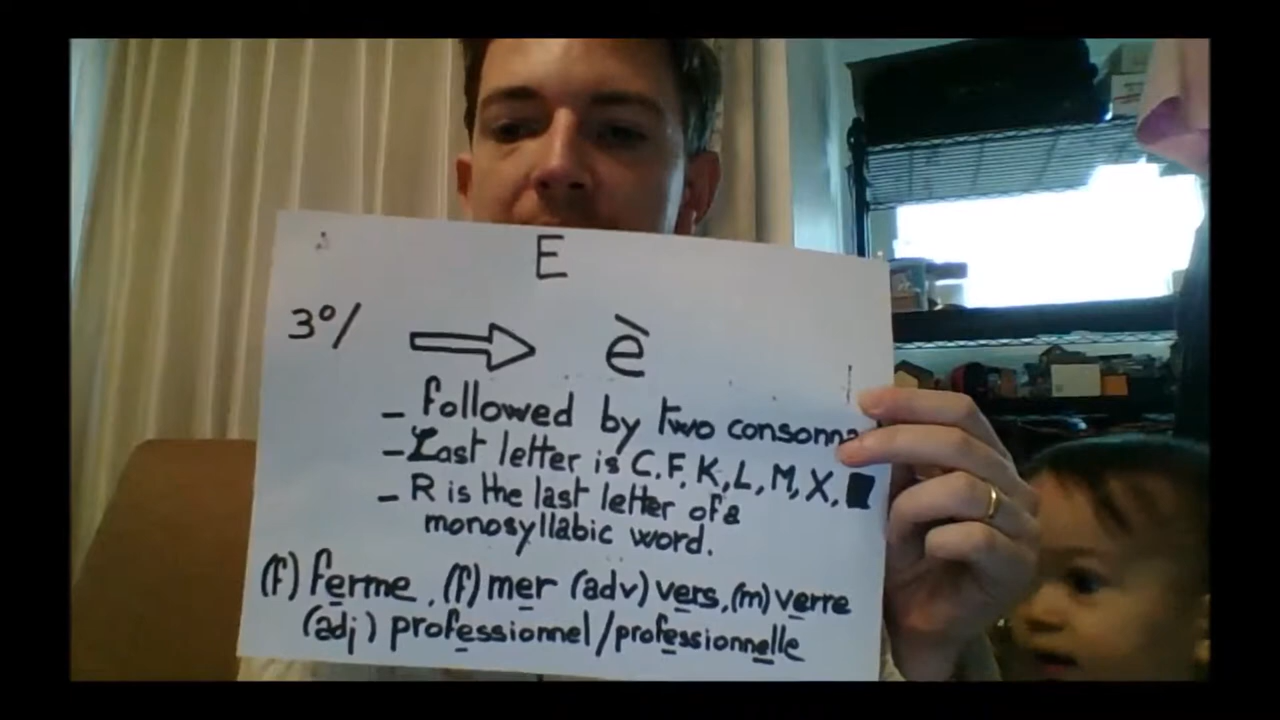 E
3°/ ⇒ è
- followed by two consonna
- Last letter is C, F, K, L, M, X,
- R is the last letter of a
monosyllabic word.
(f) ferme, (f) mer (adv) vers, (m) verre
(adj) professionnel/professionnelle